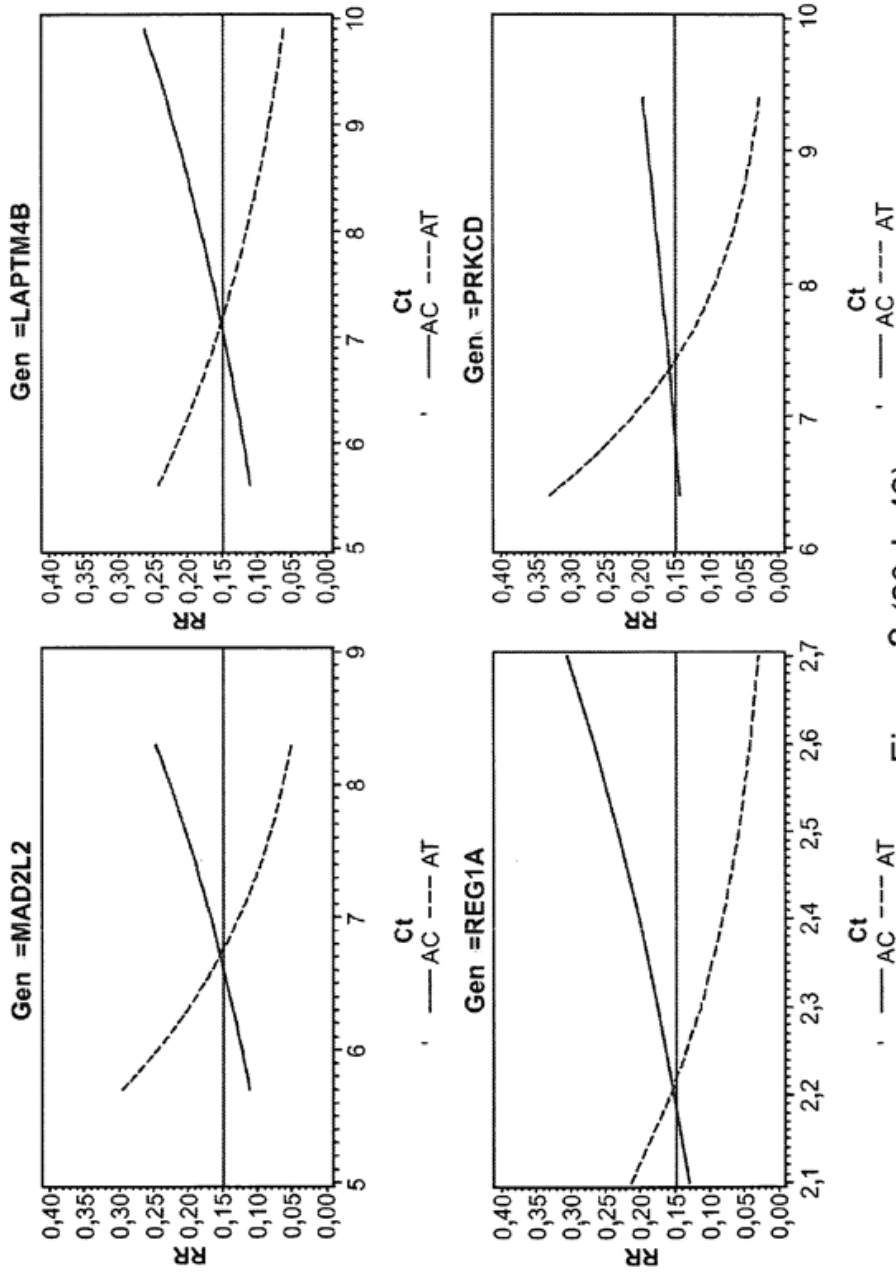 Gen =MAD2L2
RR
0,40
0,35
0,30
0,25
0,20
0,15
0,10
0,05
0,00
5 6 7 8 9
Ct
AC AT
Gen =LAPTM4B
RR
0,40
0,35
0,30
0,25
0,20
0,15
0,10
0,05
0,00
5 6 7 8 9 10
Ct
AC AT
Gen =REG1A
RR
0,40
0,35
0,30
0,25
0,20
0,15
0,10
0,05
0,00
2,1 2,2 2,3 2,4 2,5 2,6 2,7
Ct
AC AT
Gen =PRKCD
RR
0,40
0,35
0,30
0,25
0,20
0,15
0,10
0,05
0,00
6 7 8 9 10
Ct
AC AT